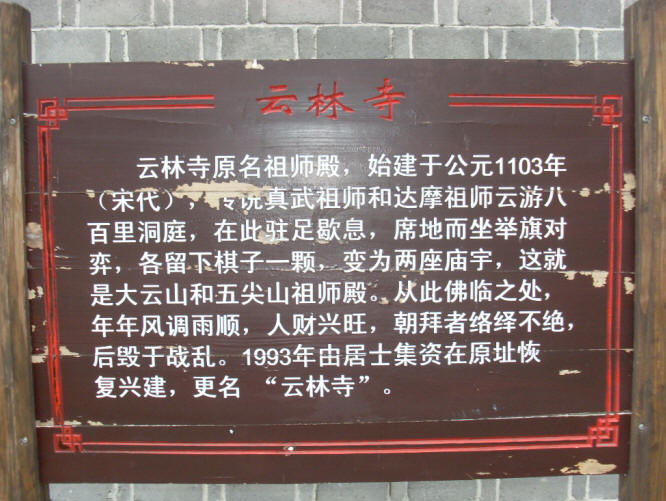 云林寺
云林寺原名祖师殿，始建于公元1103年
（宋代），传说真武祖师和达摩祖师云游八
百里洞庭，在此驻足歇息，席地而坐举旗对
弈，各留下棋子一颗，变为两座庙宇，这就
是大云山和五尖山祖师殿。从此佛临之处，
年年风调雨顺，人财兴旺，朝拜者络绎不绝，
后毁于战乱。1993年由居士集资在原址恢
复兴建，更名“云林寺”。